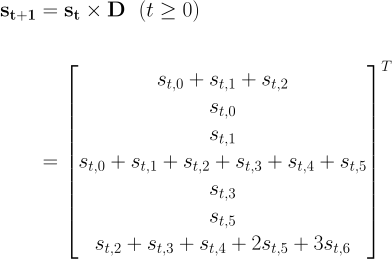 s_{t+1} = s_t × D (t ≥ 0)
= [ s_{t,0} + s_{t,1} + s_{t,2}
s_{t,0}
s_{t,1}
s_{t,0} + s_{t,1} + s_{t,2} + s_{t,3} + s_{t,4} + s_{t,5}
s_{t,3}
s_{t,5}
s_{t,2} + s_{t,3} + s_{t,4} + 2s_{t,5} + 3s_{t,6} ]^T